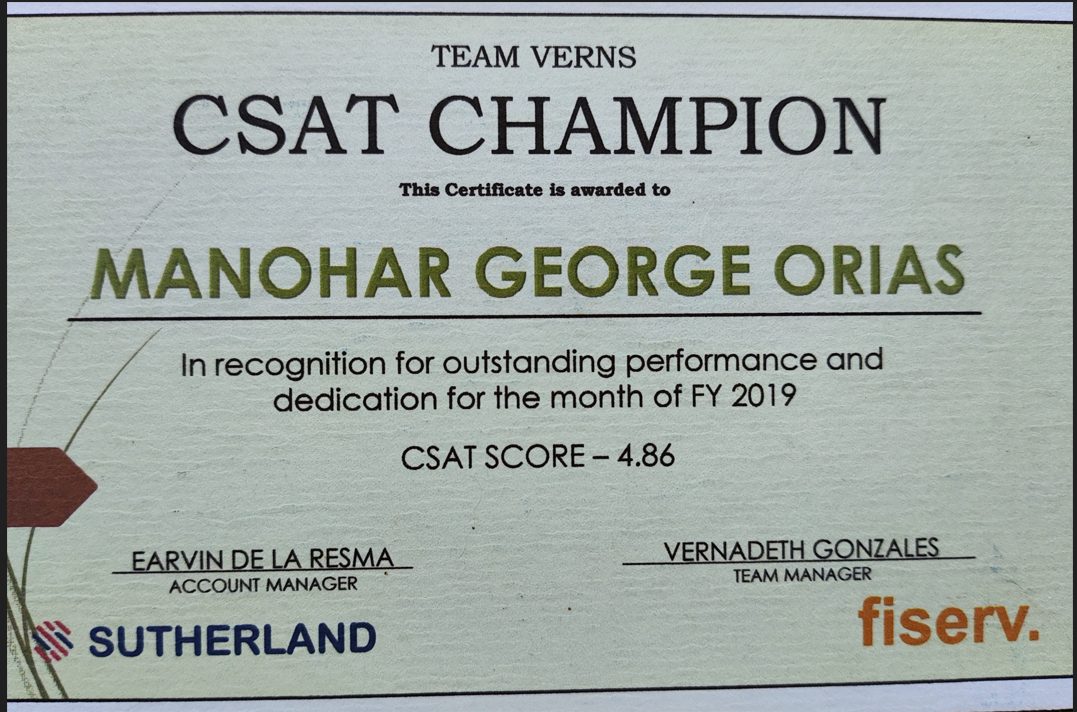 TEAM VERNS
CSAT CHAMPION
This Certificate is awarded to
MANOHAR GEORGE ORIAS
In recognition for outstanding performance and
dedication for the month of FY 2019
CSAT SCORE – 4.86
EARVIN DE LA RESMA
ACCOUNT MANAGER
VERNADETH GONZALES
TEAM MANAGER
SUTHERLAND
fiserv.